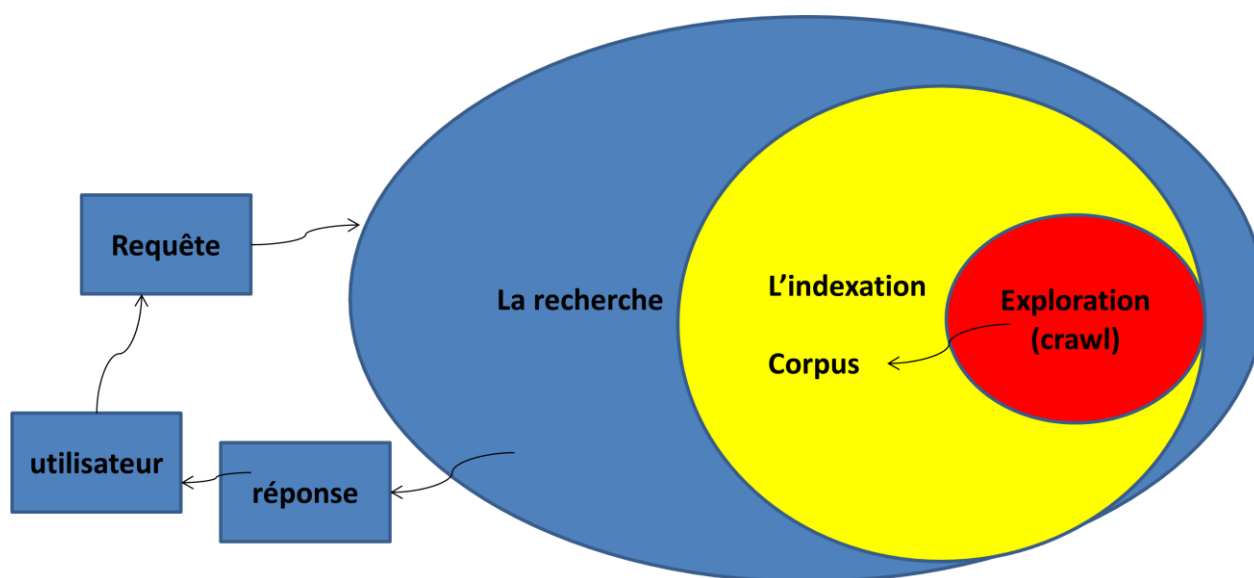 Requête
La recherche
L'indexation
Corpus
Exploration
(crawl)
utilisateur
réponse